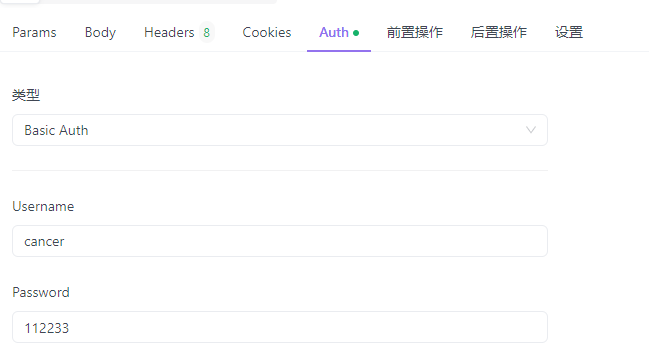 Params Body Headers 8 Cookies Auth 前置操作 后置操作 设置
类型
Basic Auth
Username
cancer
Password
112233